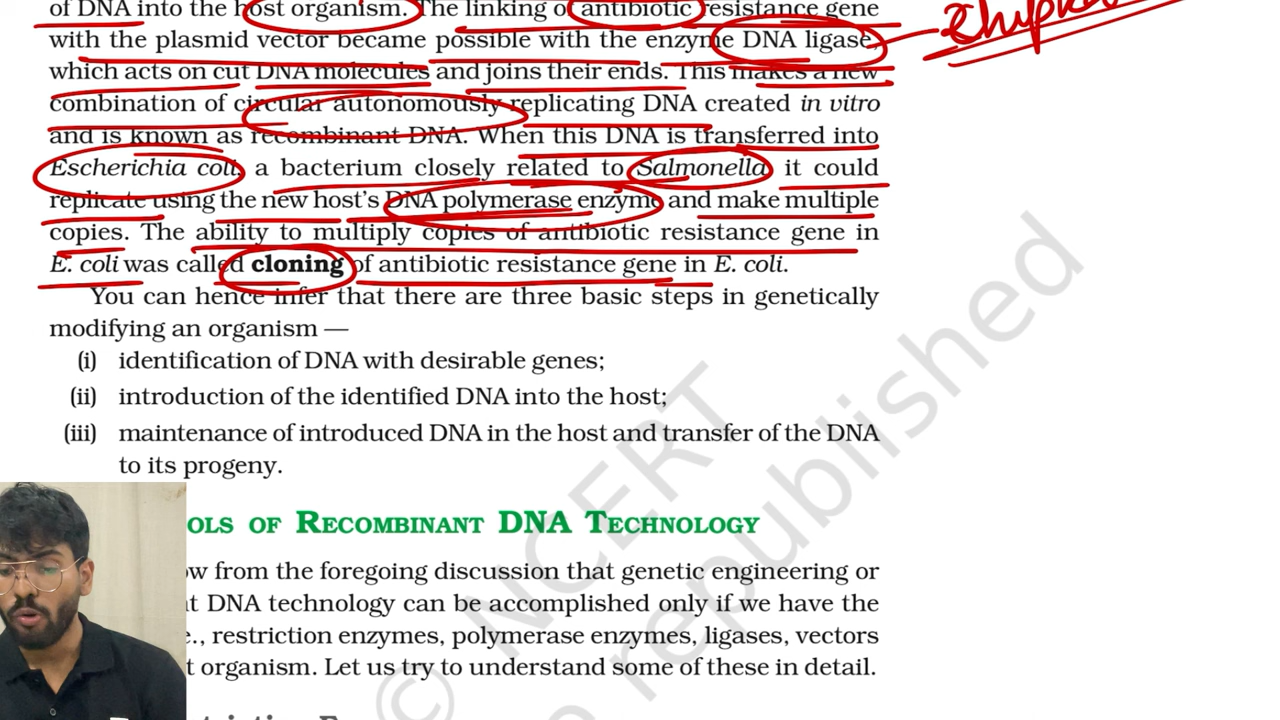 of DNA into the host organism. The linking of antibiotic resistance gene
with the plasmid vector became possible with the enzyme DNA ligase,
which acts on cut DNA molecules and joins their ends. This makes a new
combination of circular autonomously replicating DNA created in vitro
and is known as recombinant DNA. When this DNA is transferred into
Escherichia coli, a bacterium closely related to Salmonella, it could
replicate using the new host's DNA polymerase enzyme and make multiple
copies. The ability to multiply copies of antibiotic resistance gene in
E. coli was called cloning of antibiotic resistance gene in E. coli.
You can hence infer that there are three basic steps in genetically
modifying an organism —
(i) identification of DNA with desirable genes;
(ii) introduction of the identified DNA into the host;
(iii) maintenance of introduced DNA in the host and transfer of the DNA
to its progeny.
OLS OF RECOMBINANT DNA TECHNOLOGY
ow from the foregoing discussion that genetic engineering or
t DNA technology can be accomplished only if we have the
e., restriction enzymes, polymerase enzymes, ligases, vectors
t organism. Let us try to understand some of these in detail.
© NCERT
republished